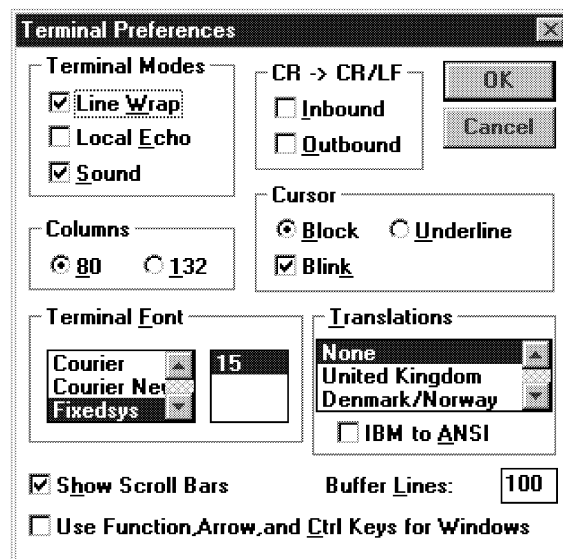 Terminal Preferences
Terminal Modes
Line Wrap
Local Echo
Sound
CR -> CR/LF
Inbound
Outbound
OK
Cancel
Columns
80 132
Cursor
Block Underline
Blink
Terminal Font
Courier
Courier Nev
Fixedsys
15
Translations
None
United Kingdom
Denmark/Norway
IBM to ANSI
Show Scroll Bars
Buffer Lines: 100
Use Function,Arrow,and Ctrl Keys for Windows